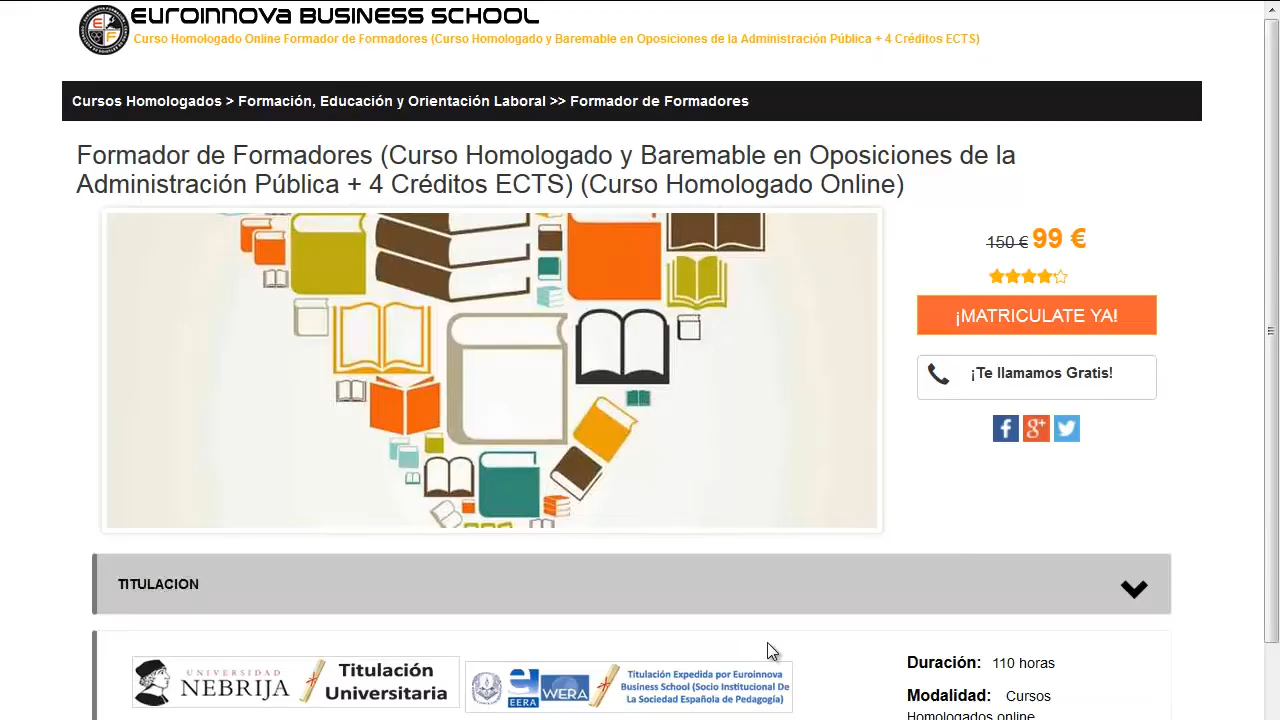 EUROINNOVA BUSINESS SCHOOL
Curso Homologado Online Formador de Formadores (Curso Homologado y Baremable en Oposiciones de la Administración Pública + 4 Créditos ECTS)
Cursos Homologados > Formación, Educación y Orientación Laboral >> Formador de Formadores
Formador de Formadores (Curso Homologado y Baremable en Oposiciones de la
Administración Pública + 4 Créditos ECTS) (Curso Homologado Online)
150 € 99 €
¡MATRICULATE YA!
¡Te llamamos Gratis!
TITULACION
UNIVERSIDAD
NEBRIJA
Titulación
Universitaria
EERA
WERA
Titulación Expedida por Euroinnova
Business School (Socio Institucional De
La Sociedad Española de Pedagogía)
Duración: 110 horas
Modalidad: Cursos
Homologados online